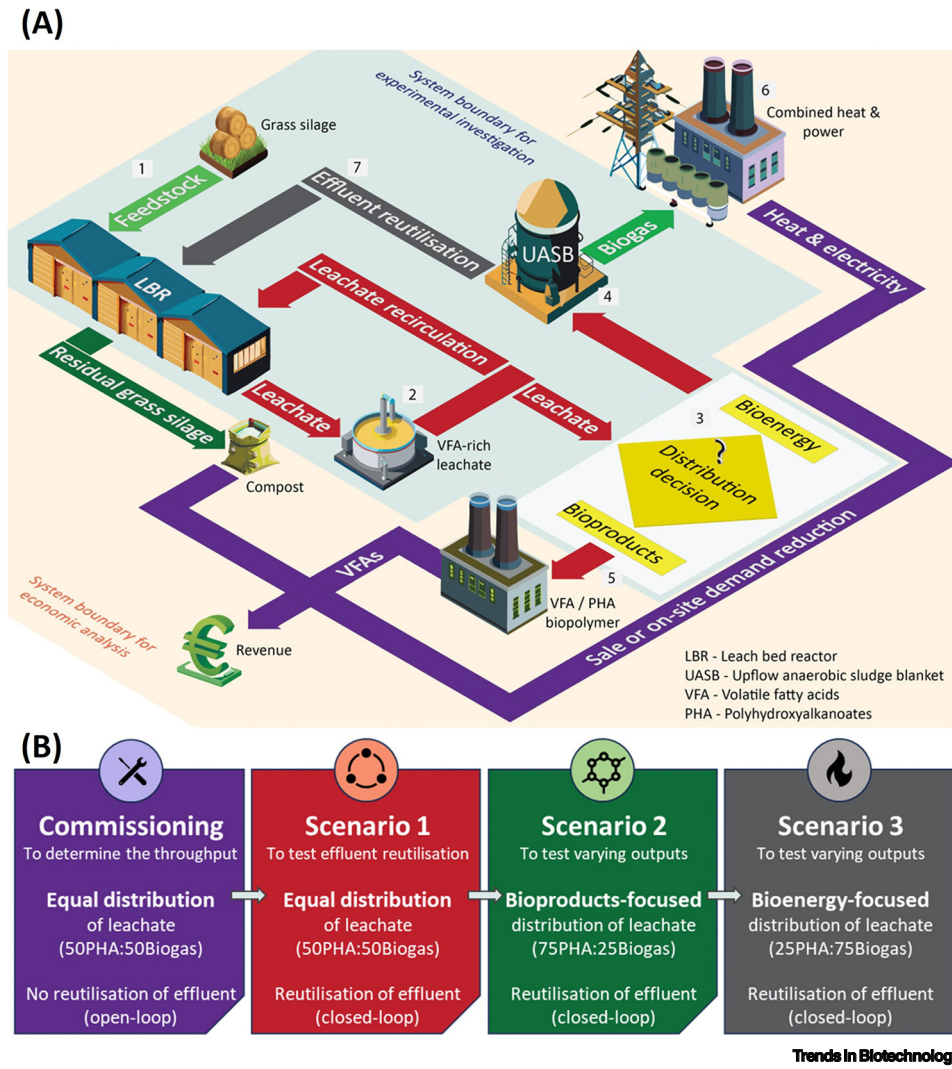 (A)
System boundary for
experimental investigation
6
Combined heat &
power
Grass silage
1
Feedstock
7
Effluent reutilisation
UASB
Biogas
Heat & electricity
LBR
Leachate recirculation
4
Residual grass silage
Leachate
2
VFA-rich
leachate
Leachate
3
Bioenergy
?
Distribution
decision
Bioproducts
Compost
5
VFA / PHA
biopolymer
VFAs
Sale or on-site demand reduction
System boundary for
economic analysis
€
Revenue
LBR - Leach bed reactor
UASB - Upflow anaerobic sludge blanket
VFA - Volatile fatty acids
PHA - Polyhydroxyalkanoates
(B)
Commissioning
To determine the throughput
Equal distribution
of leachate
(50PHA:50Biogas)
No reutilisation of effluent
(open-loop)
Scenario 1
To test effluent reutilisation
Equal distribution
of leachate
(50PHA:50Biogas)
Reutilisation of effluent
(closed-loop)
Scenario 2
To test varying outputs
Bioproducts-focused
distribution of leachate
(75PHA:25Biogas)
Reutilisation of effluent
(closed-loop)
Scenario 3
To test varying outputs
Bioenergy-focused
distribution of leachate
(25PHA:75Biogas)
Reutilisation of effluent
(closed-loop)
Trends in Biotechnolog